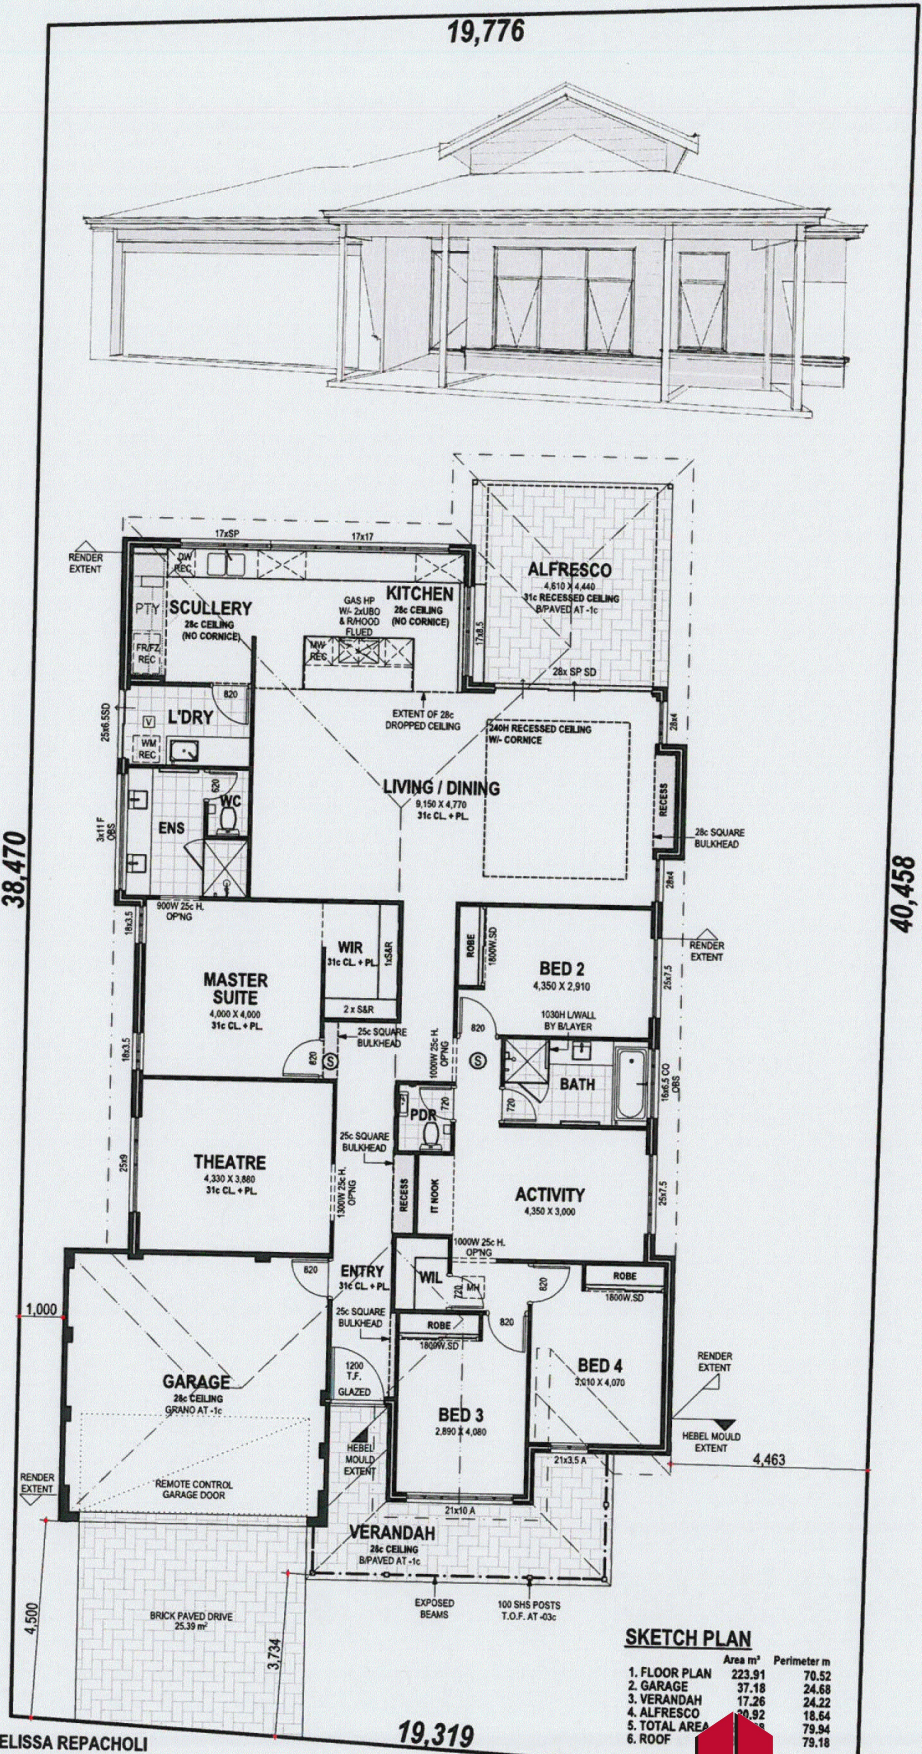 19,776
17xSP
17x17
RENDER
EXTENT
DW
REC
PTY
SCULLERY
28c CEILING
(NO CORNICE)
FR/FZ
REC
GAS HP
W/- 2xUBO
& R/HOOD
FLUED
KITCHEN
28c CEILING
(NO CORNICE)
MW
REC
17x8.5
ALFRESCO
4,610 X 4,440
31c RECESSED CEILING
B/PAVED AT -1c
28x SP SD
820
L'DRY
V
WM
REC
25x6.5SD
EXTENT OF 28c
DROPPED CEILING
240H RECESSED CEILING
W/- CORNICE
28x4
LIVING / DINING
9,150 X 4,770
31c CL. + PL.
RECESS
28c SQUARE
BULKHEAD
28x4
620
WC
ENS
3x11 F
OBS
38,470
40,458
900W 25c H.
OP'NG
18x3.5
WIR
31c CL. + PL.
1xS&R
2 x S&R
MASTER
SUITE
4,000 X 4,000
31c CL. + PL.
18x3.5
820
S
25c SQUARE
BULKHEAD
ROBE
1800W.SD
BED 2
4,350 X 2,910
RENDER
EXTENT
25x7.5
1030H L/WALL
BY B/LAYER
820
1000W 25c H.
OP'NG
S
BATH
720
16x6.5 CO
OBS
PDR
720
THEATRE
4,330 X 3,880
31c CL. + PL.
25x9
25c SQUARE
BULKHEAD
1300W 25c H.
OP'NG
RECESS
IT NOOK
ACTIVITY
4,350 X 3,000
25x7.5
1000W 25c H.
OP'NG
820
ENTRY
31c CL. + PL.
WIL
720
MH
820
ROBE
1800W.SD
1,000
25c SQUARE
BULKHEAD
ROBE
1800W.SD
820
1200
T.F.
GLAZED
GARAGE
28c CEILING
GRANO AT -1c
BED 3
2,890 X 4,080
BED 4
3,010 X 4,070
RENDER
EXTENT
HEBEL MOULD
EXTENT
HEBEL
MOULD
EXTENT
4,463
RENDER
EXTENT
REMOTE CONTROL
GARAGE DOOR
21x3.5 A
21x10 A
VERANDAH
28c CEILING
B/PAVED AT -1c
EXPOSED
BEAMS
100 SHS POSTS
T.O.F. AT -03c
BRICK PAVED DRIVE
25.39 m²
4,500
3,734
SKETCH PLAN
Area m² Perimeter m
1. FLOOR PLAN 223.91 70.52
2. GARAGE 37.18 24.68
3. VERANDAH 17.26 24.22
4. ALFRESCO 20.92 18.64
5. TOTAL AREA 79.94
6. ROOF 79.18
19,319
ELISSA REPACHOLI